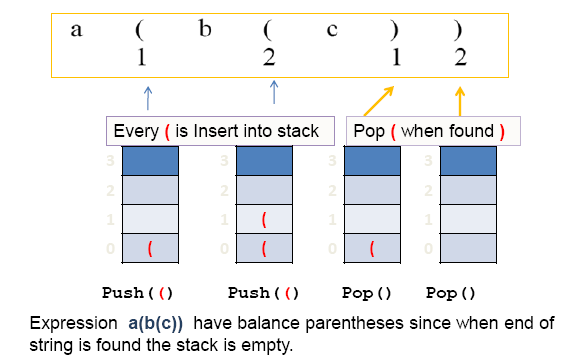 a ( b ( c ) )
1 2 1 2
Every ( is Insert into stack
Pop ( when found )
3 3 3 3
2 2 2 2
1 1 ( 1 1
0 ( 0 ( 0 ( 0
Push(() Push(() Pop() Pop()
Expression a(b(c)) have balance parentheses since when end of
string is found the stack is empty.